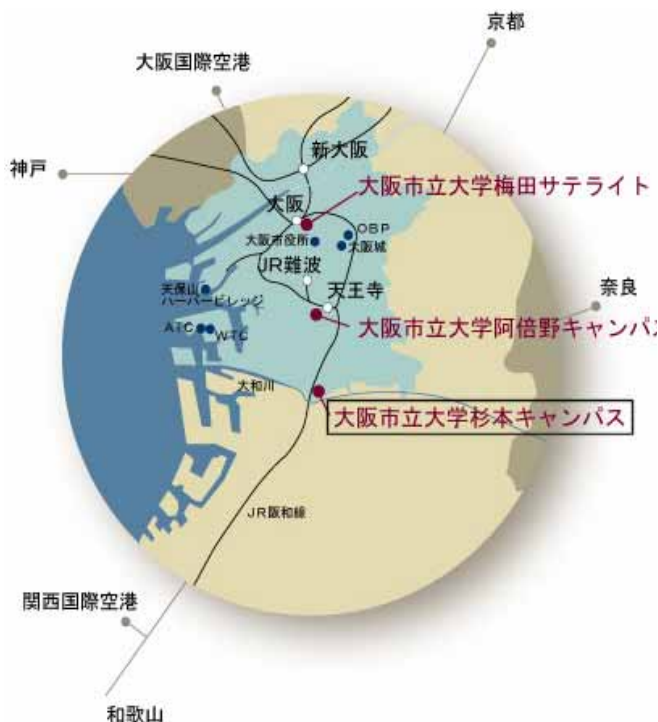 京都
大阪国際空港
神戸
新大阪
大阪市立大学梅田サテライト
大阪
OBP
大阪市役所
大阪城
JR難波
天保山
ハーバービレッジ
天王寺
奈良
ATC
WTC
大阪市立大学阿倍野キャンパス
大和川
大阪市立大学杉本キャンパス
JR阪和線
関西国際空港
和歌山